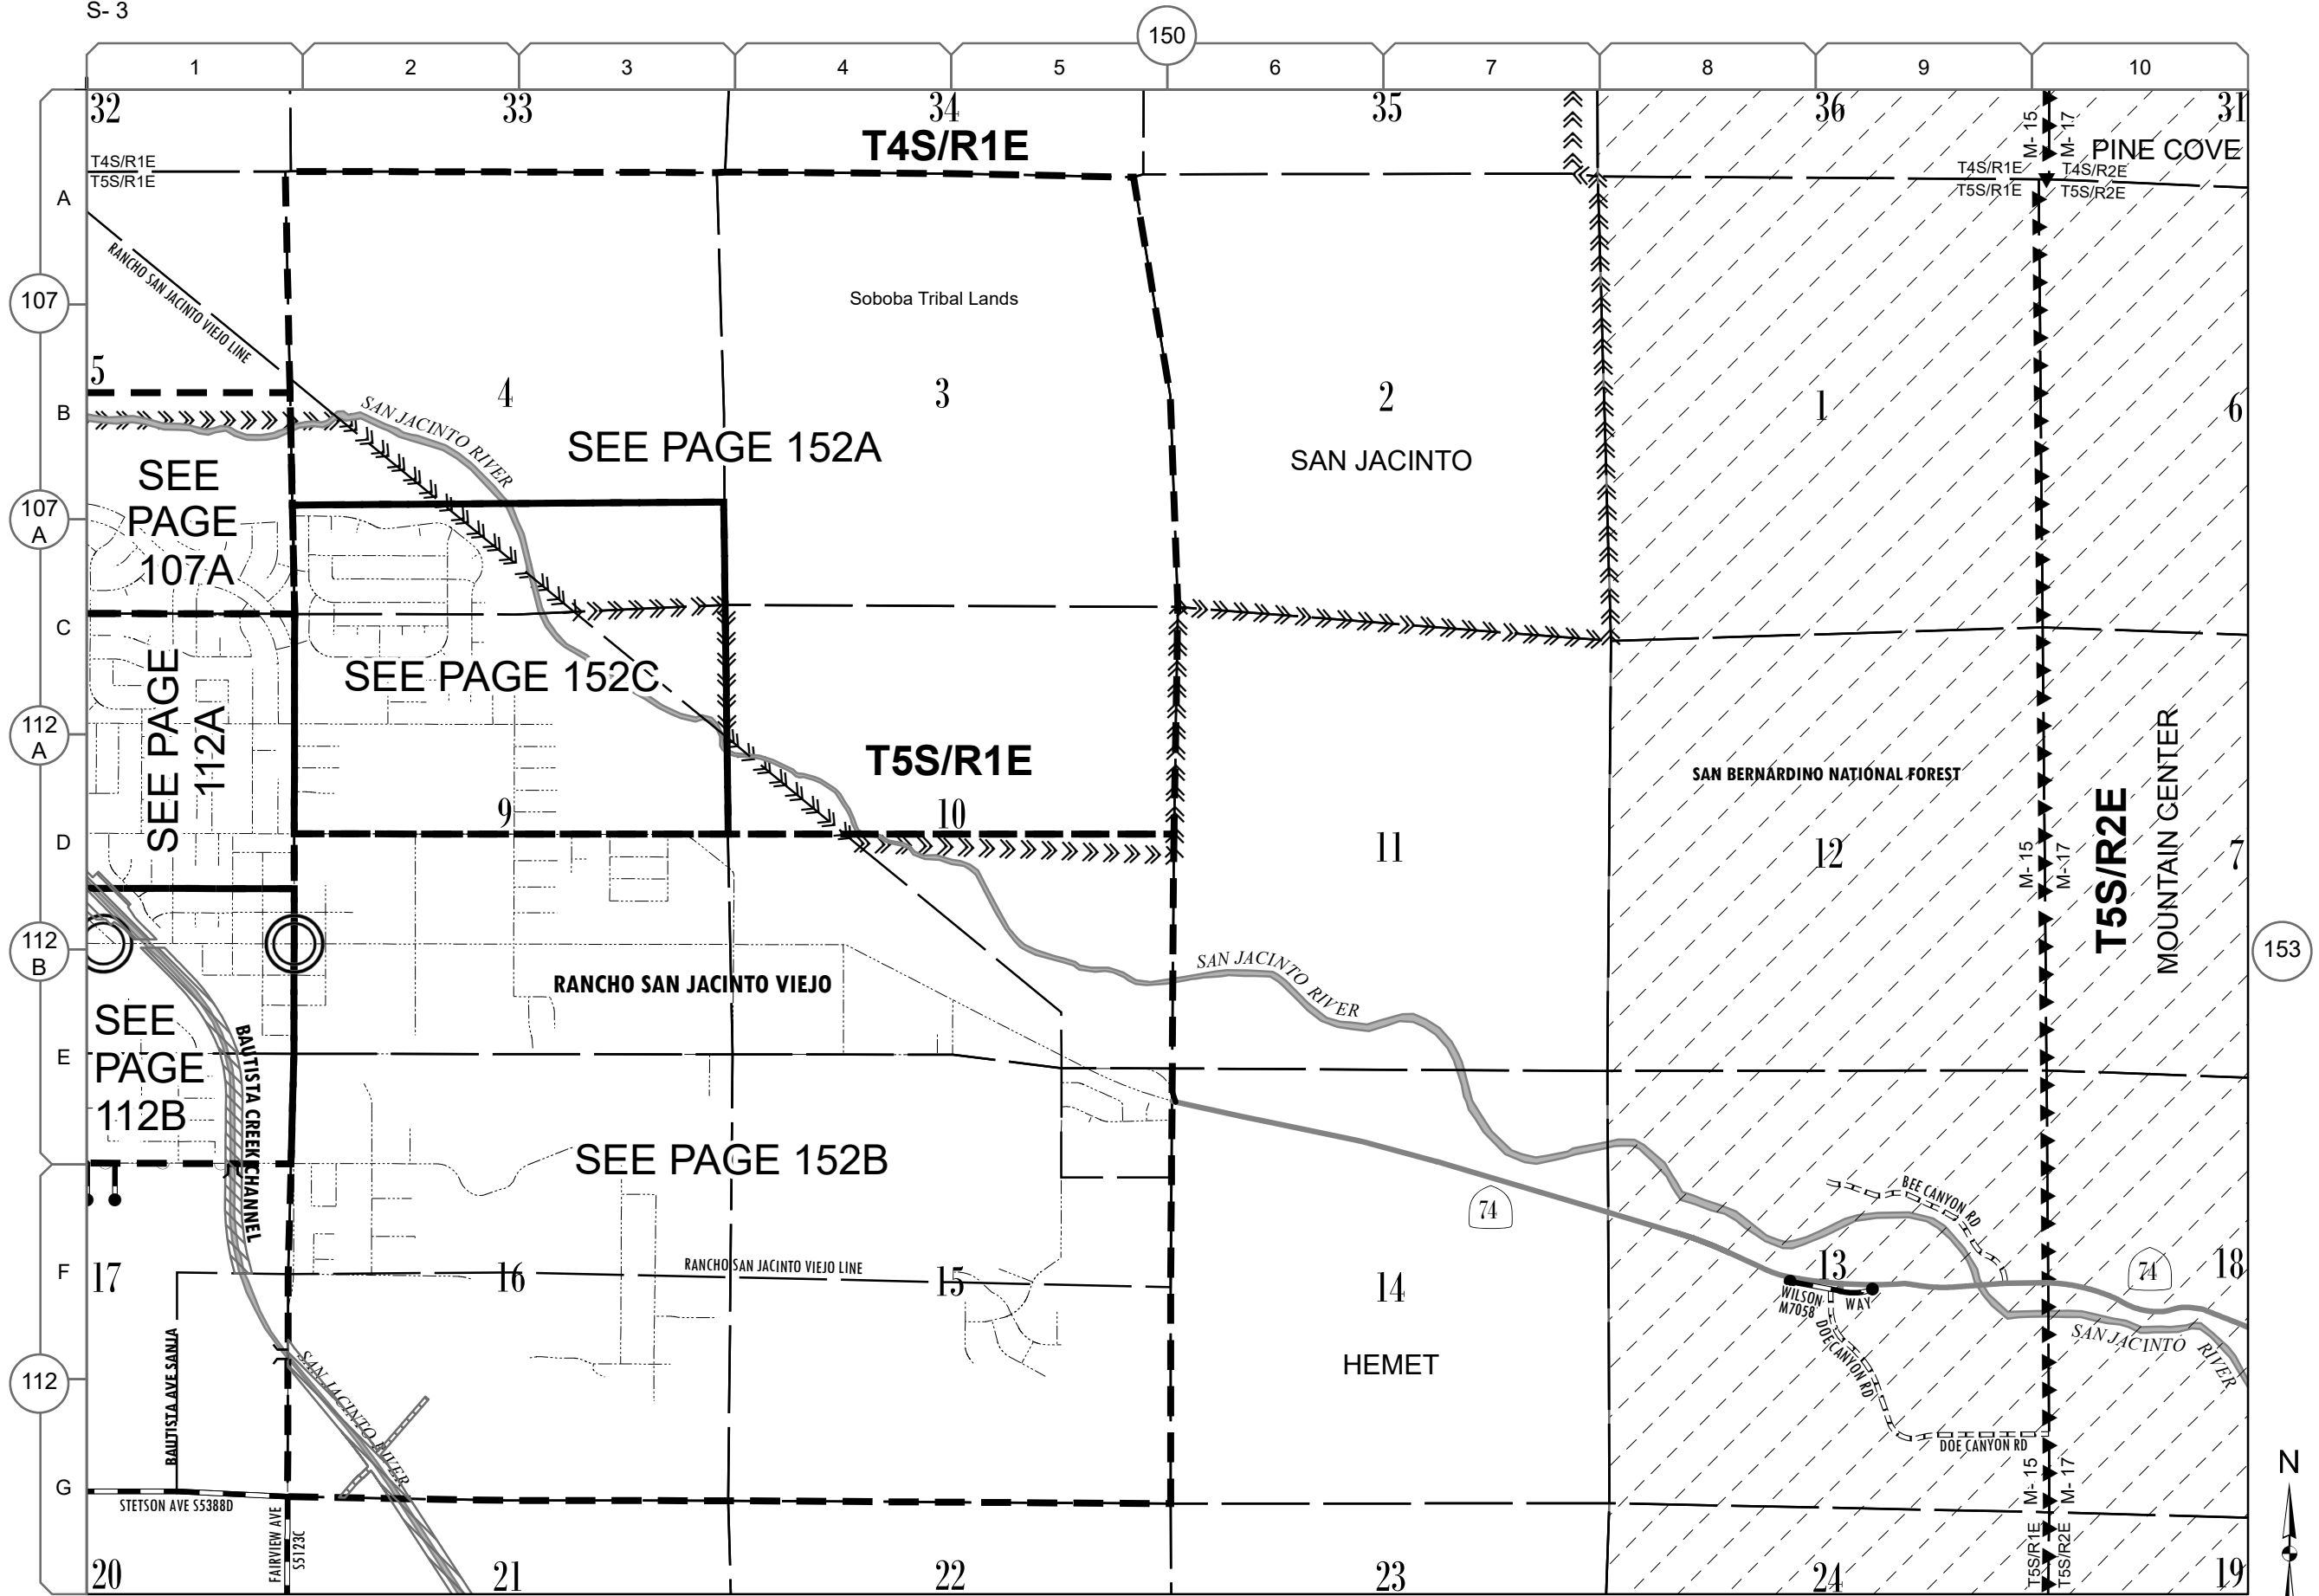 S- 3
150
1
2
3
4
5
6
7
8
9
10
32
33
34
35
36
31
T4S/R1E
M- 15
M- 17
PINE COVE
T4S/R1E
T5S/R1E
T4S/R1E
T4S/R2E
T5S/R1E
T5S/R2E
A
RANCHO SAN JACINTO VIEJO LINE
107
Soboba Tribal Lands
5
4
3
2
1
6
B
SAN JACINTO RIVER
SEE PAGE 152A
SAN JACINTO
SEE
PAGE
107A
107
A
C
SEE PAGE
112A
SEE PAGE 152C
112
A
T5S/R1E
SAN BERNARDINO NATIONAL FOREST
T5S/R2E
MOUNTAIN CENTER
9
10
11
12
7
D
M- 15
M- 17
112
B
153
RANCHO SAN JACINTO VIEJO
SAN JACINTO RIVER
SEE
PAGE
112B
E
BAUTISTA CREEK CHANNEL
SEE PAGE 152B
74
BEE CANYON RD
F
17
16
RANCHO SAN JACINTO VIEJO LINE
15
14
13
74
18
WILSON WAY
M7058
DOE CANYON RD
SAN JACINTO RIVER
HEMET
112
BAUTISTA AVE SANJA
SAN JACINTO RIVER
DOE CANYON RD
N
G
STETSON AVE S5388D
FAIRVIEW AVE
S5123C
M- 15
M- 17
T5S/R1E
T5S/R2E
20
21
22
23
24
19